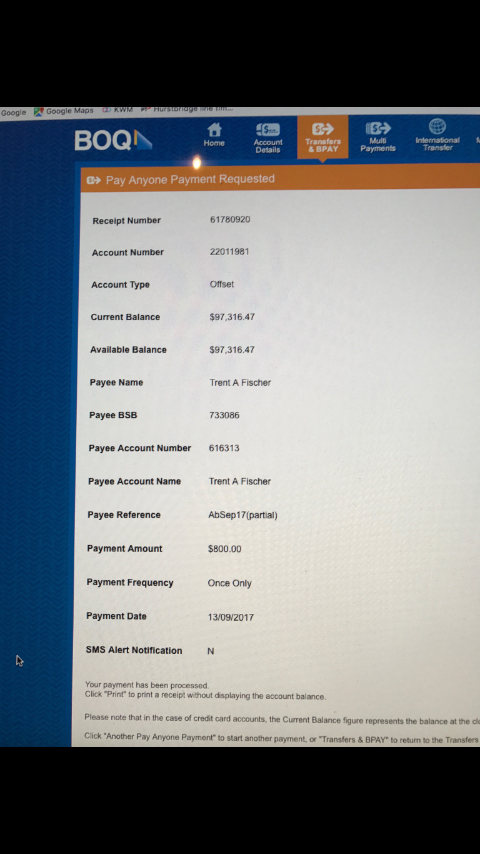 Google Google Maps KWM Hurstbridge line tim...
BOQ
Home
Account Details
Transfers & BPAY
Multi Payments
International Transfer
Pay Anyone Payment Requested
Receipt Number 61780920
Account Number 22011981
Account Type Offset
Current Balance $97,316.47
Available Balance $97,316.47
Payee Name Trent A Fischer
Payee BSB 733086
Payee Account Number 616313
Payee Account Name Trent A Fischer
Payee Reference AbSep17(partial)
Payment Amount $800.00
Payment Frequency Once Only
Payment Date 13/09/2017
SMS Alert Notification N
Your payment has been processed.
Click "Print" to print a receipt without displaying the account balance.
Please note that in the case of credit card accounts, the Current Balance figure represents the balance at the
Click "Another Pay Anyone Payment" to start another payment, or "Transfers & BPAY" to return to the Transfers